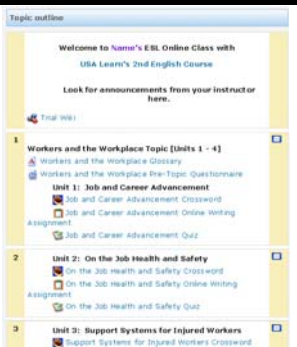 Topic outline
Welcome to Name's ESL Online Class with
USA Learn's 2nd English Course
Look for announcements from your instructor
here.
Trial Wiki
1
Workers and the Workplace Topic [Units 1 - 4]
Workers and the Workplace Glossary
Workers and the Workplace Pre-Topic Questionnaire
Unit 1: Job and Career Advancement
Job and Career Advancement Crossword
Job and Career Advancement Online Writing
Assignment
Job and Career Advancement Quiz
2
Unit 2: On the Job Health and Safety
On the Job Health and Safety Crossword
On the Job Health and Safety Online Writing
Assignment
On the Job Health and Safety Quiz
3
Unit 3: Support Systems for Injured Workers
Support Systems for Injured Workers Crossword